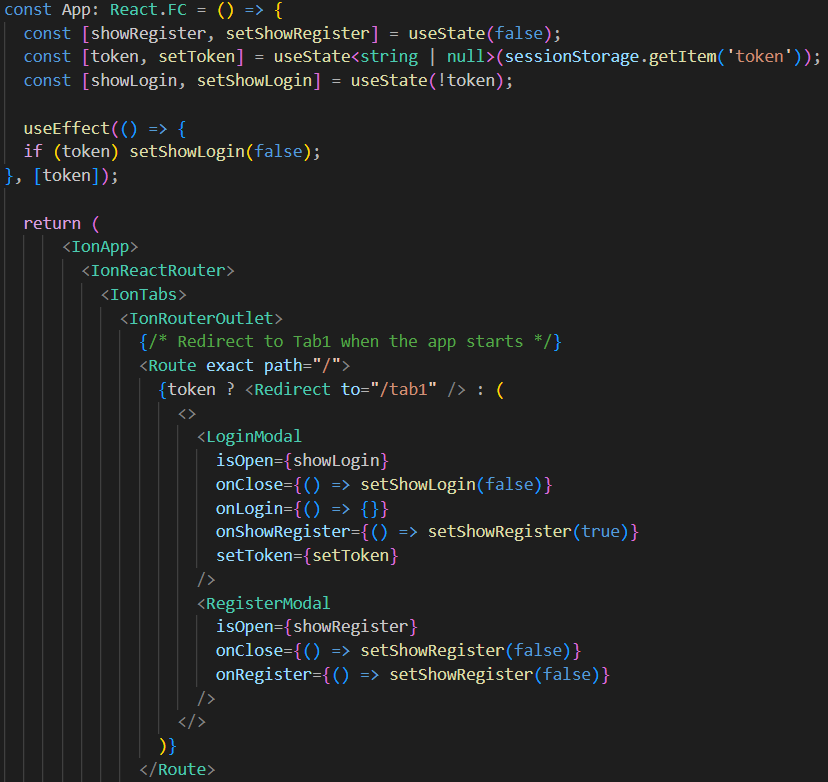 const App: React.FC = () => {
  const [showRegister, setShowRegister] = useState(false);
  const [token, setToken] = useState<string | null>(sessionStorage.getItem('token'));
  const [showLogin, setShowLogin] = useState(!token);

  useEffect(() => {
  if (token) setShowLogin(false);
}, [token]);

  return (
      <IonApp>
        <IonReactRouter>
          <IonTabs>
            <IonRouterOutlet>
              {/* Redirect to Tab1 when the app starts */}
              <Route exact path="/">
                {token ? <Redirect to="/tab1" /> : (
                  <>
                    <LoginModal
                      isOpen={showLogin}
                      onClose={() => setShowLogin(false)}
                      onLogin={() => {}}
                      onShowRegister={() => setShowRegister(true)}
                      setToken={setToken}
                    />
                    <RegisterModal
                      isOpen={showRegister}
                      onClose={() => setShowRegister(false)}
                      onRegister={() => setShowRegister(false)}
                    />
                  </>
                )}
              </Route>